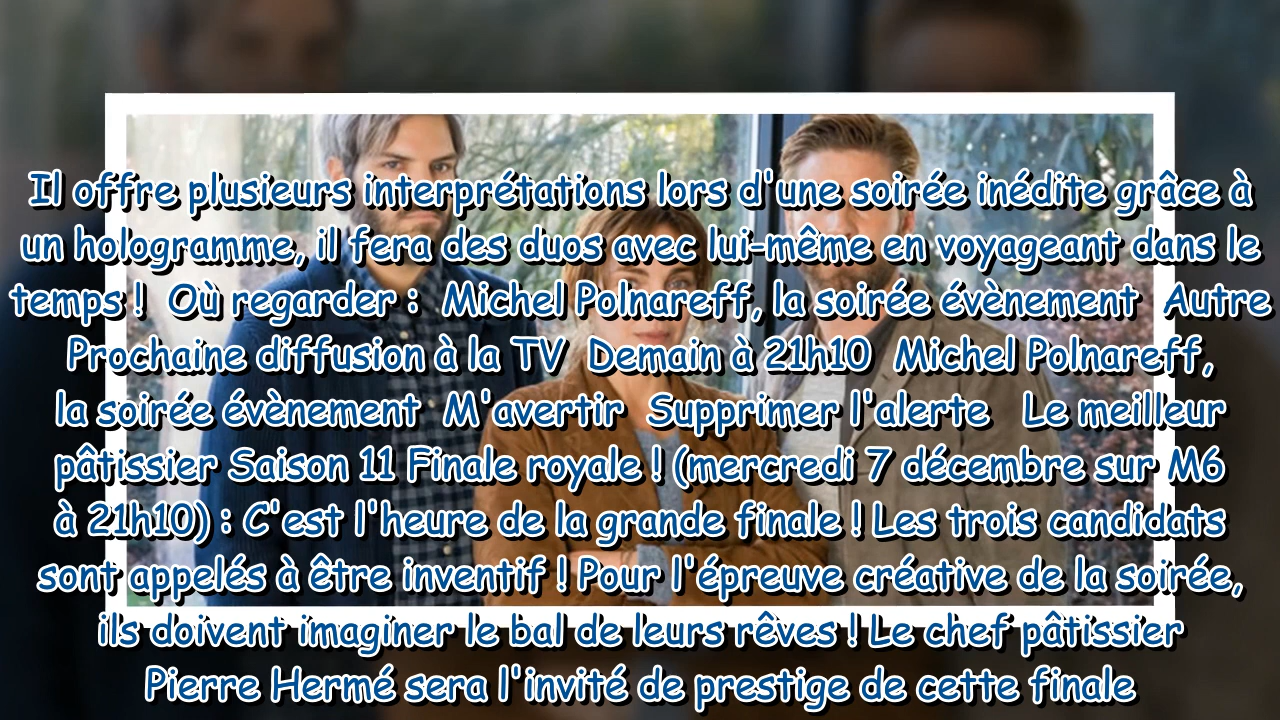 Il offre plusieurs interprétations lors d'une soirée inédite grâce à
un hologramme, il fera des duos avec lui-même en voyageant dans le
temps ! Où regarder : Michel Polnareff, la soirée évènement Autre
Prochaine diffusion à la TV Demain à 21h10 Michel Polnareff,
la soirée évènement M'avertir Supprimer l'alerte Le meilleur
pâtissier Saison 11 Finale royale ! (mercredi 7 décembre sur M6
à 21h10) : C'est l'heure de la grande finale ! Les trois candidats
sont appelés à être inventif ! Pour l'épreuve créative de la soirée,
ils doivent imaginer le bal de leurs rêves ! Le chef pâtissier
Pierre Hermé sera l'invité de prestige de cette finale